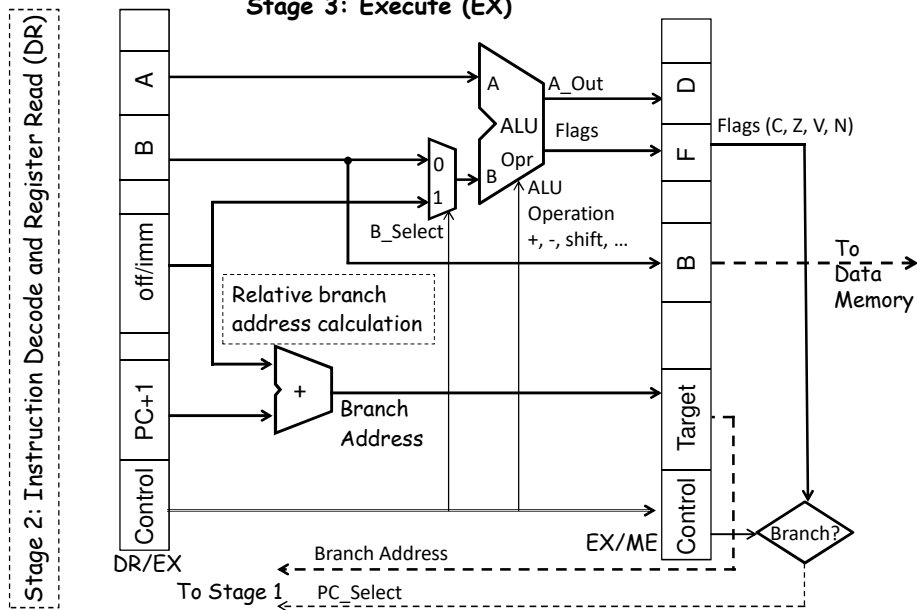 Stage 3: Execute (EX)
Stage 2: Instruction Decode and Register Read (DR)
A
B
off/imm
PC+1
Control
DR/EX
A
B
ALU
Opr
A_Out
Flags
0
1
B_Select
ALU
Operation
+, -, shift, ...
Relative branch
address calculation
+
Branch
Address
D
F
B
Target
Control
EX/ME
Flags (C, Z, V, N)
To
Data
Memory
Branch?
Branch Address
To Stage 1
PC_Select